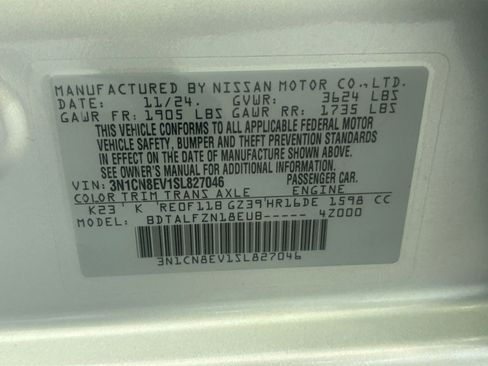 MANUFACTURED BY NISSAN MOTOR CO., LTD.
DATE: 11/24. GVWR: 3624 LBS
GAWR FR: 1905 LBS GAWR RR: 1735 LBS
THIS VEHICLE CONFORMS TO ALL APPLICABLE FEDERAL MOTOR
VEHICLE SAFETY, BUMPER AND THEFT PREVENTION STANDARDS
IN EFFECT ON THE DATE OF MANUFACTURE SHOWN ABOVE.
SEE OWNER'S MANUAL FOR ADDITIONAL INFORMATION.
VIN: 3N1CN8EV1SL827046 PASSENGER CAR.
COLOR TRIM TRANS AXLE ENGINE
K23 K RE0F11B GZ39 HR16DE 1598 CC
MODEL: BDTALFZN18EUB----- 4Z000
3N1CN8EV1SL827046